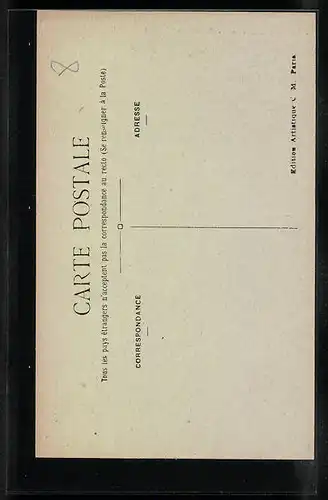 8
CARTE POSTALE
Tous les pays étrangers n'acceptent pas la correspondance au recto (Se renseigner à la Poste)
CORRESPONDANCE
ADRESSE
Edition Artistique C. M. Paris